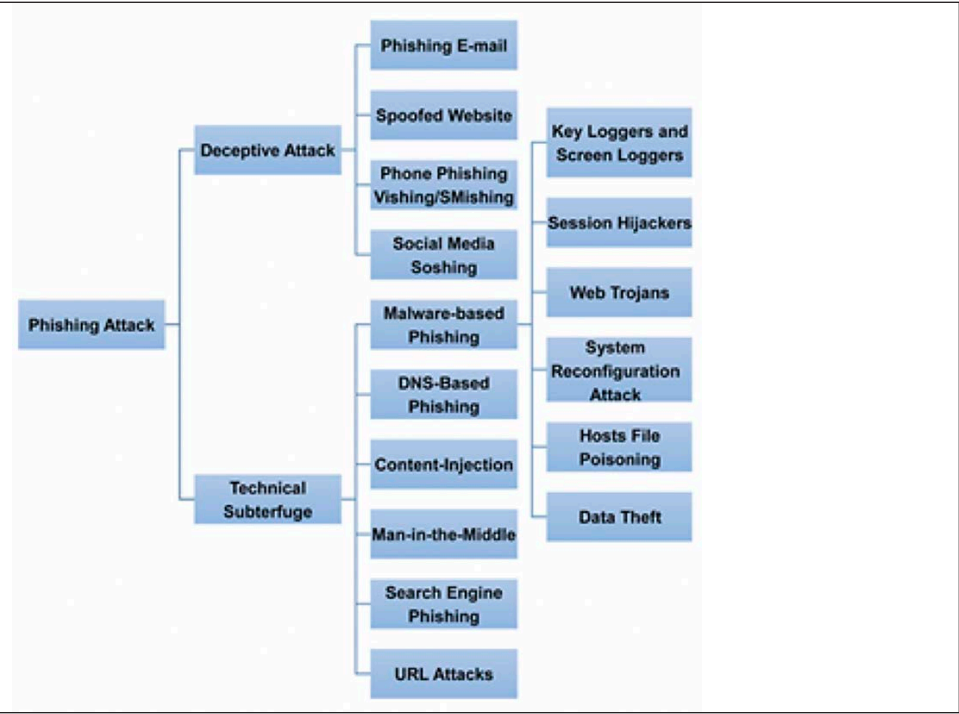 Phishing Attack
Deceptive Attack
Phishing E-mail
Spoofed Website
Phone Phishing
Vishing/SMishing
Social Media
Soshing
Technical
Subterfuge
Malware-based
Phishing
Key Loggers and
Screen Loggers
Session Hijackers
Web Trojans
System
Reconfiguration
Attack
Hosts File
Poisoning
Data Theft
DNS-Based
Phishing
Content-Injection
Man-in-the-Middle
Search Engine
Phishing
URL Attacks